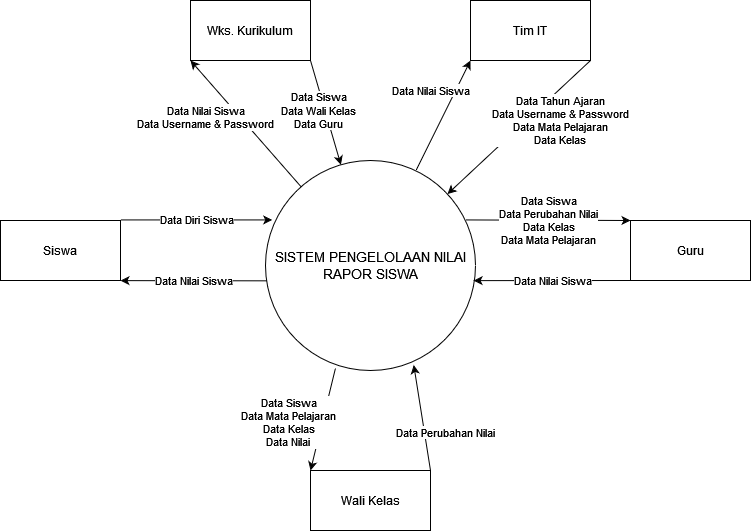 Wks. Kurikulum
Tim IT
Data Nilai Siswa
Data Username & Password
Data Siswa
Data Wali Kelas
Data Guru
Data Nilai Siswa
Data Tahun Ajaran
Data Username & Password
Data Mata Pelajaran
Data Kelas
Siswa
Data Diri Siswa
Data Nilai Siswa
SISTEM PENGELOLAAN NILAI
RAPOR SISWA
Data Siswa
Data Perubahan Nilai
Data Kelas
Data Mata Pelajaran
Guru
Data Nilai Siswa
Data Siswa
Data Mata Pelajaran
Data Kelas
Data Nilai
Data Perubahan Nilai
Wali Kelas